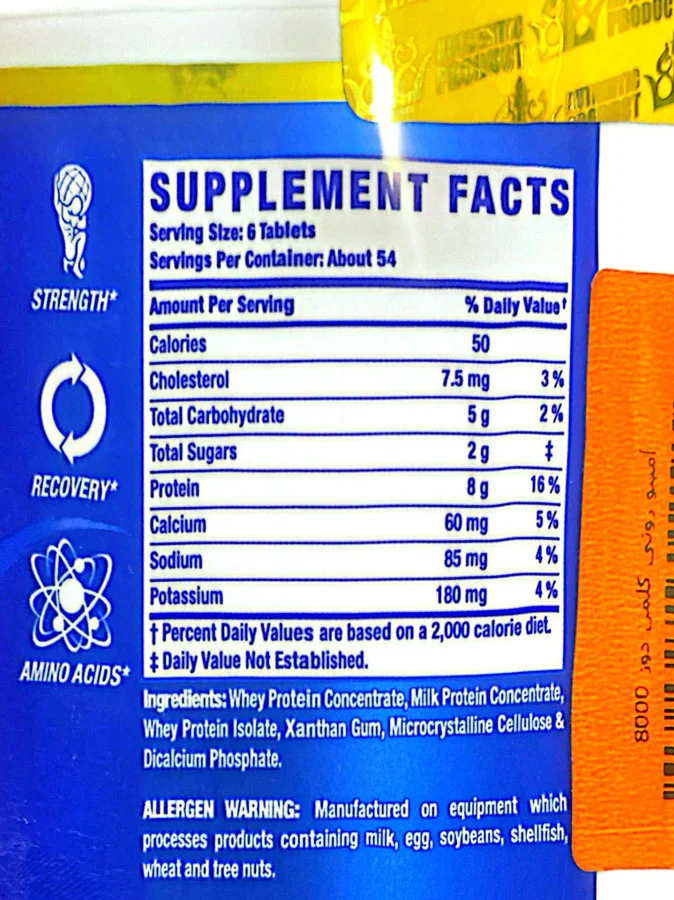 PRODUCT
STRENGTH*
RECOVERY*
AMINO ACIDS*
SUPPLEMENT FACTS
Serving Size: 6 Tablets
Servings Per Container: About 54
Amount Per Serving % Daily Value†
Calories 50
Cholesterol 7.5 mg 3%
Total Carbohydrate 5 g 2%
Total Sugars 2 g ‡
Protein 8 g 16%
Calcium 60 mg 5%
Sodium 85 mg 4%
Potassium 180 mg 4%
† Percent Daily Values are based on a 2,000 calorie diet.
‡ Daily Value Not Established.
Ingredients: Whey Protein Concentrate, Milk Protein Concentrate,
Whey Protein Isolate, Xanthan Gum, Microcrystalline Cellulose &
Dicalcium Phosphate.
ALLERGEN WARNING: Manufactured on equipment which
processes products containing milk, egg, soybeans, shellfish,
wheat and tree nuts.
8000